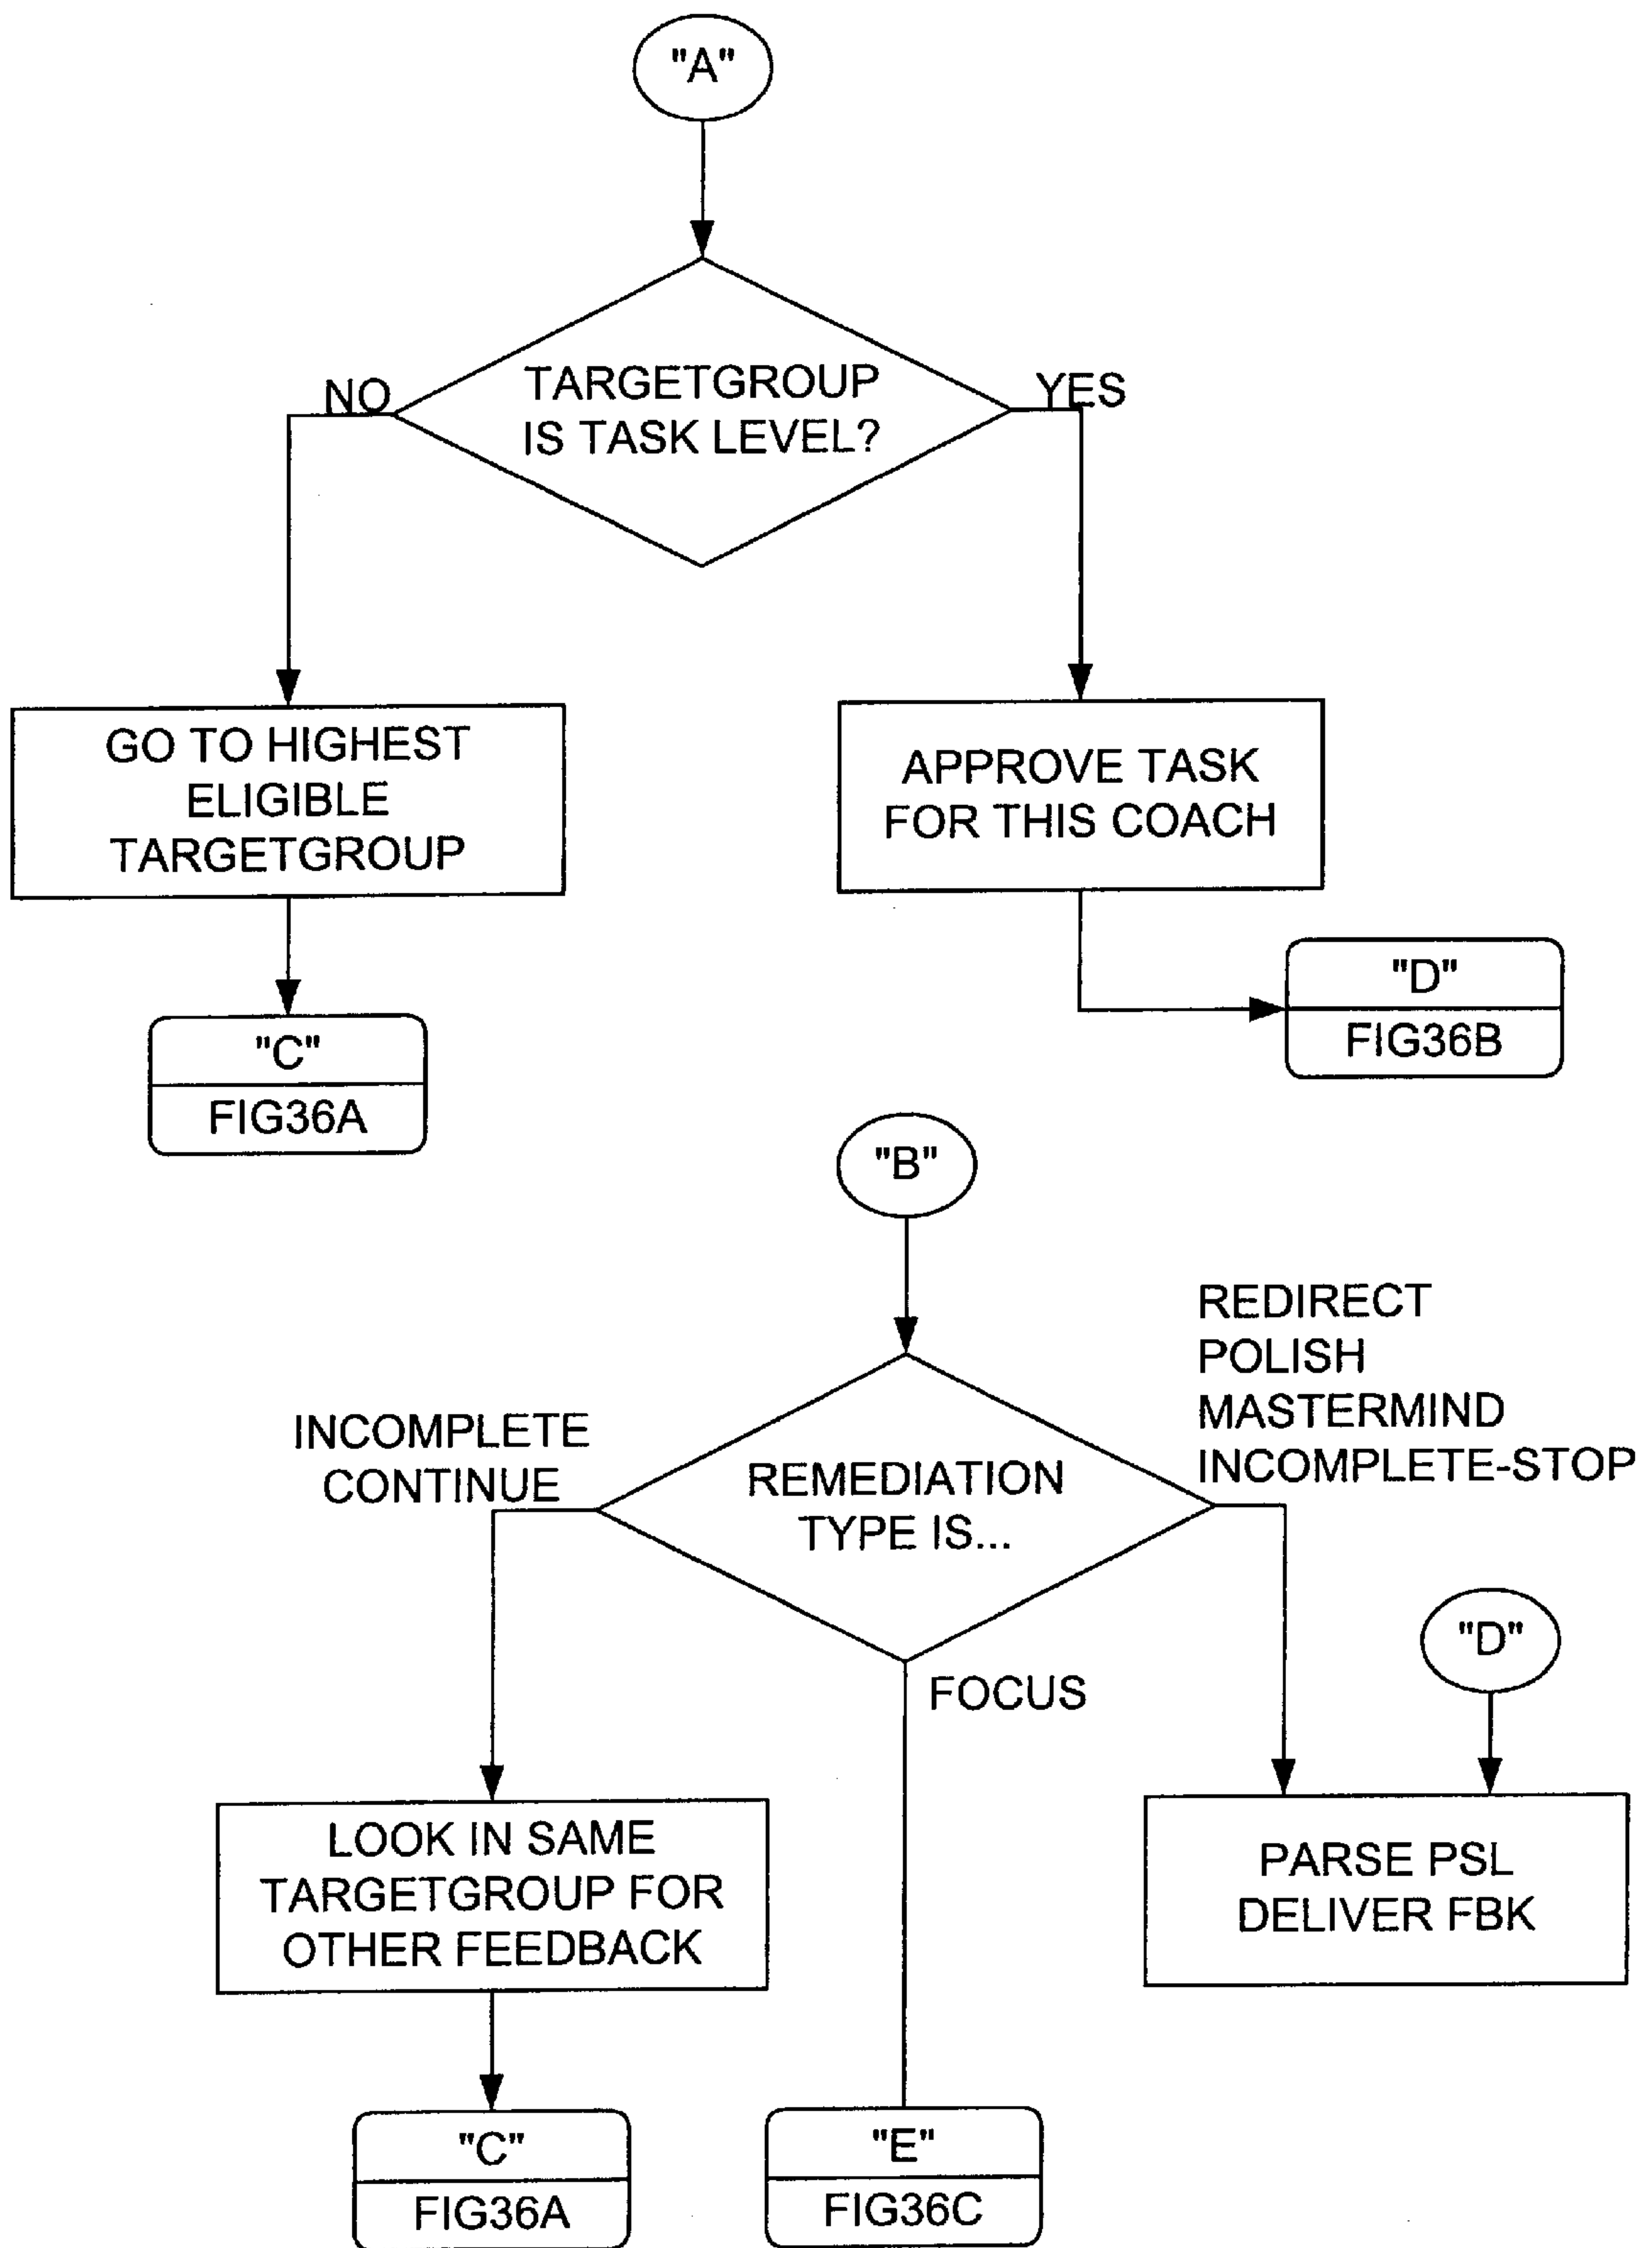 "A"
NO
TARGETGROUP
IS TASK LEVEL?
YES
GO TO HIGHEST
ELIGIBLE
TARGETGROUP
APPROVE TASK
FOR THIS COACH
"C"
FIG36A
"D"
FIG36B
"B"
INCOMPLETE
CONTINUE
REMEDIATION
TYPE IS...
REDIRECT
POLISH
MASTERMIND
INCOMPLETE-STOP
FOCUS
"D"
LOOK IN SAME
TARGETGROUP FOR
OTHER FEEDBACK
PARSE PSL
DELIVER FBK
"C"
FIG36A
"E"
FIG36C